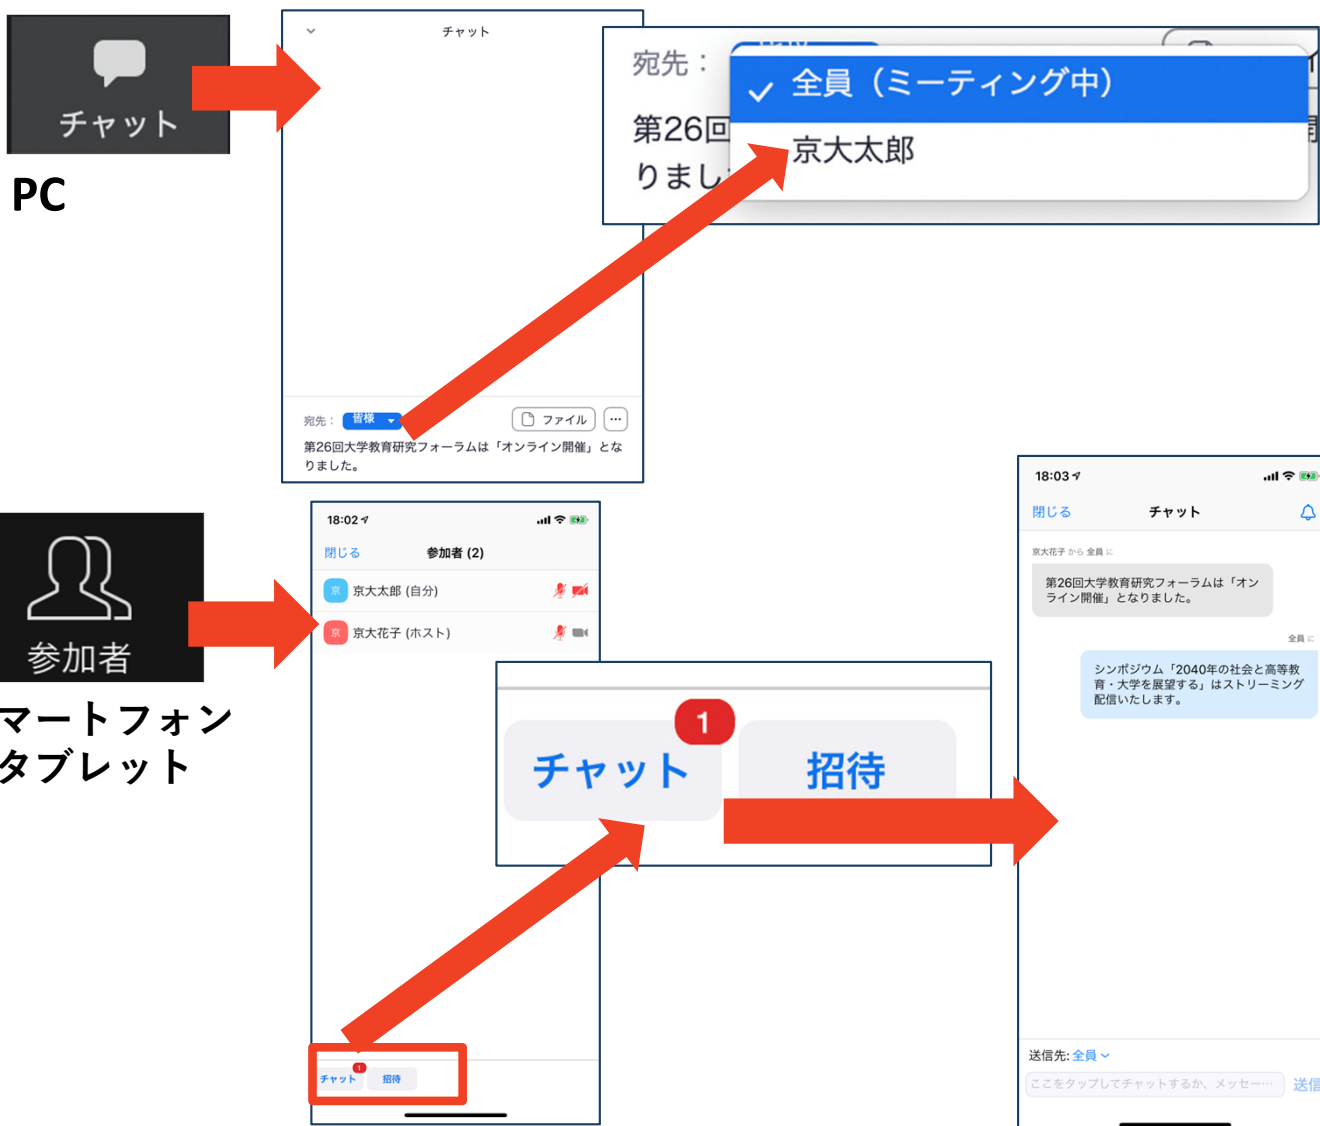 チャット
PC
チャット
宛先：
皆様
ファイル
第26回大学教育研究フォーラムは「オンライン開催」とな
りました。
宛先：
全員（ミーティング中）
第26回
京大太郎
りまし
参加者
マートフォン
タブレット
18:02
閉じる
参加者 (2)
京 京大太郎 (自分)
京 京大花子 (ホスト)
チャット
1
招待
チャット
1
招待
18:03
閉じる
チャット
京大花子 から 全員 に
第26回大学教育研究フォーラムは「オン
ライン開催」となりました。
全員 に
シンポジウム「2040年の社会と高等教
育・大学を展望する」はストリーミング
配信いたします。
送信先: 全員
ここをタップしてチャットするか、メッセー…
送信